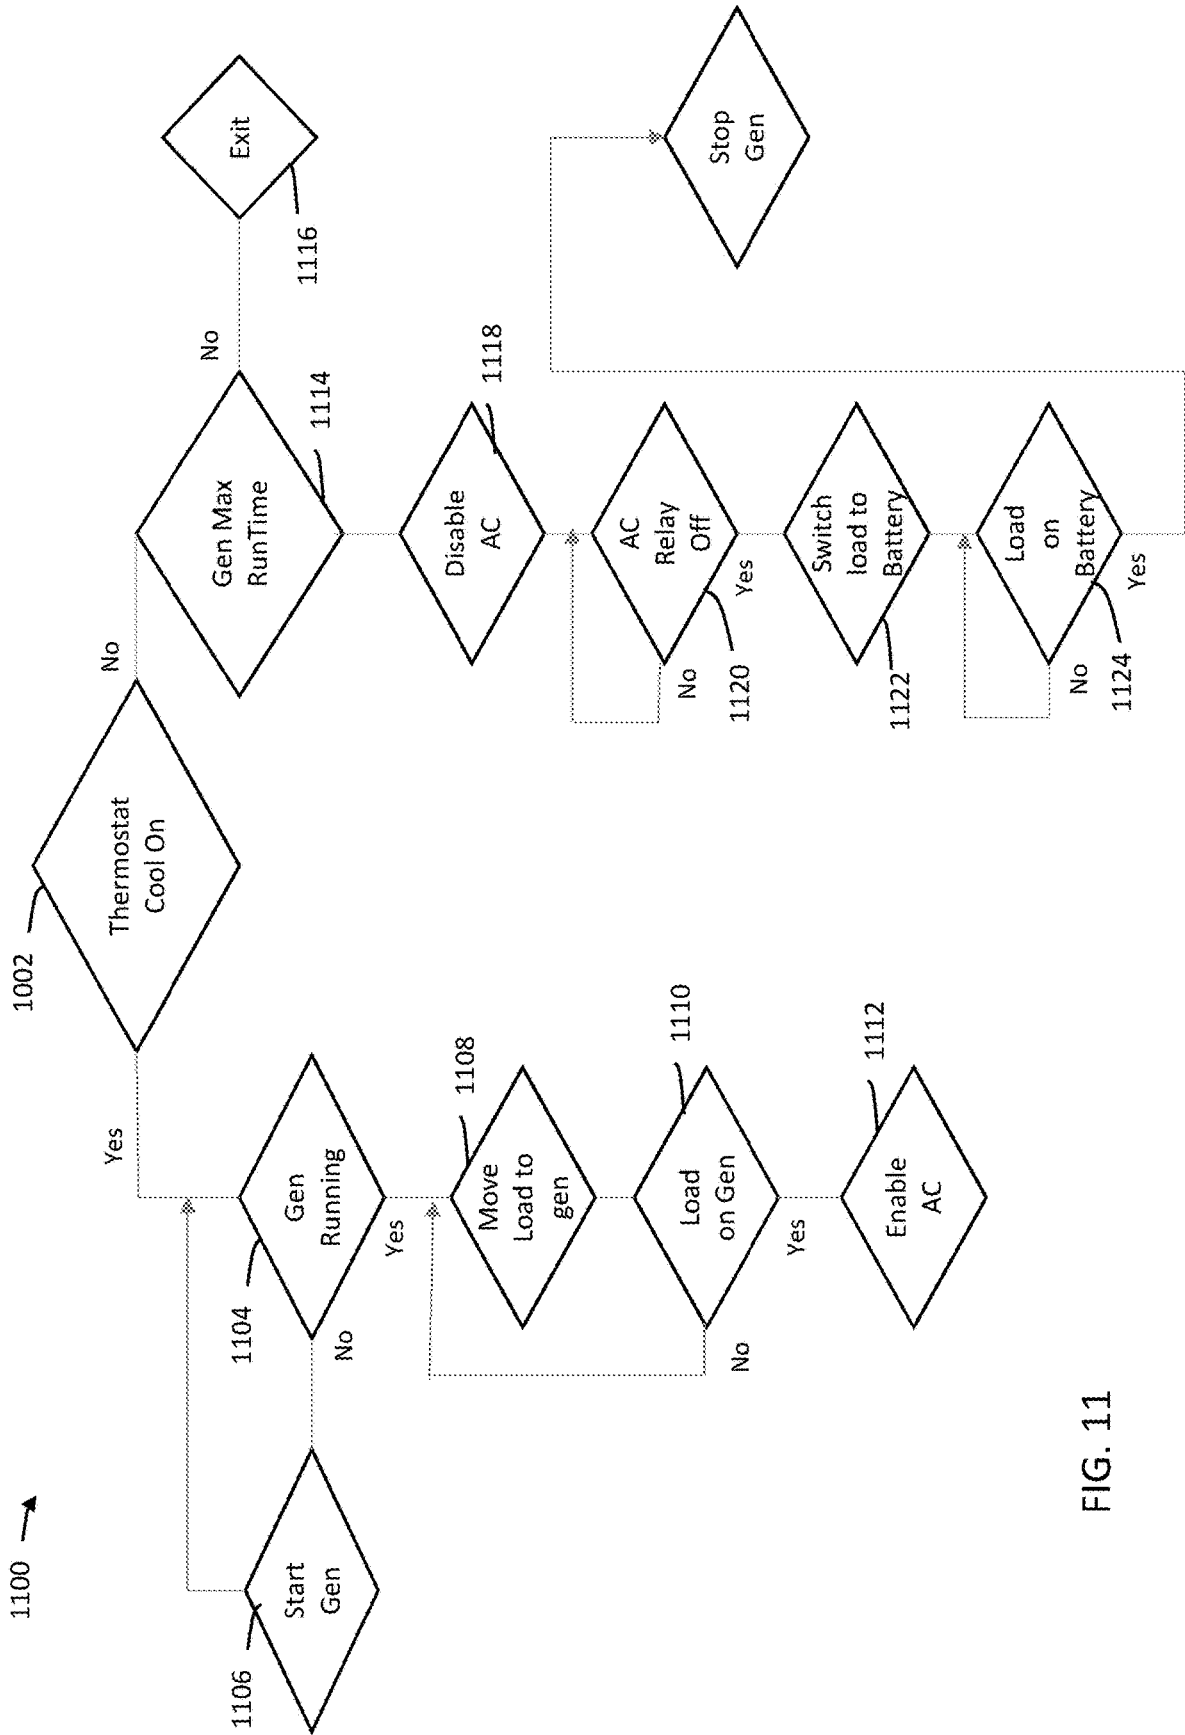 1100
1002
Thermostat
Cool On
Yes
No
1106
Start
Gen
1104
Gen
Running
No
Yes
1108
Move
Load to
gen
1110
Load
on Gen
No
Yes
1112
Enable
AC
Gen Max
RunTime
1114
No
Exit
1116
Disable
AC
1118
AC
Relay
Off
No
1120
Yes
Switch
load to
Battery
1122
Load
on
Battery
No
1124
Yes
Stop
Gen
FIG. 11